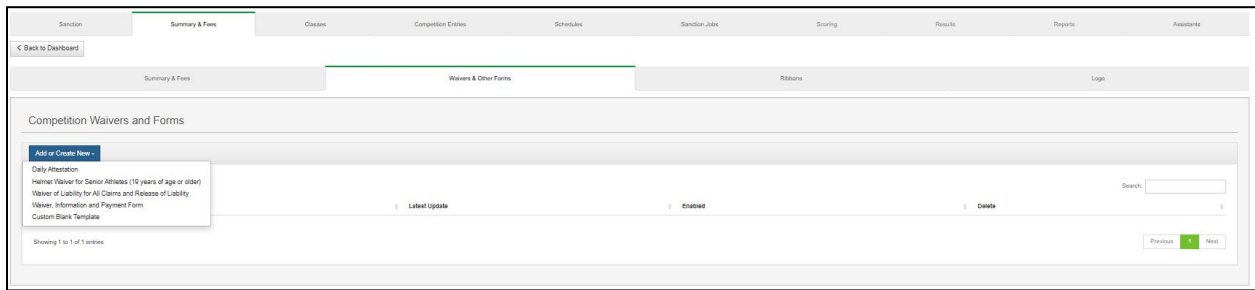 Sanction Summary & Fees Classes Competition Entries Schedules Sanction Jobs Scoring Results Reports Assistants
< Back to Dashboard
Summary & Fees Waivers & Other Forms Ribbons Logo
Competition Waivers and Forms
Add or Create New -
Daily Attestation
Helmet Waiver for Senior Athletes (19 years of age or older)
Search:
Waiver of Liability for All Claims and Release of Liability
Waiver, Information and Payment Form
Latest Update Enabled Delete
Custom Blank Template
Showing 1 to 1 of 1 entries
Previous 1 Next